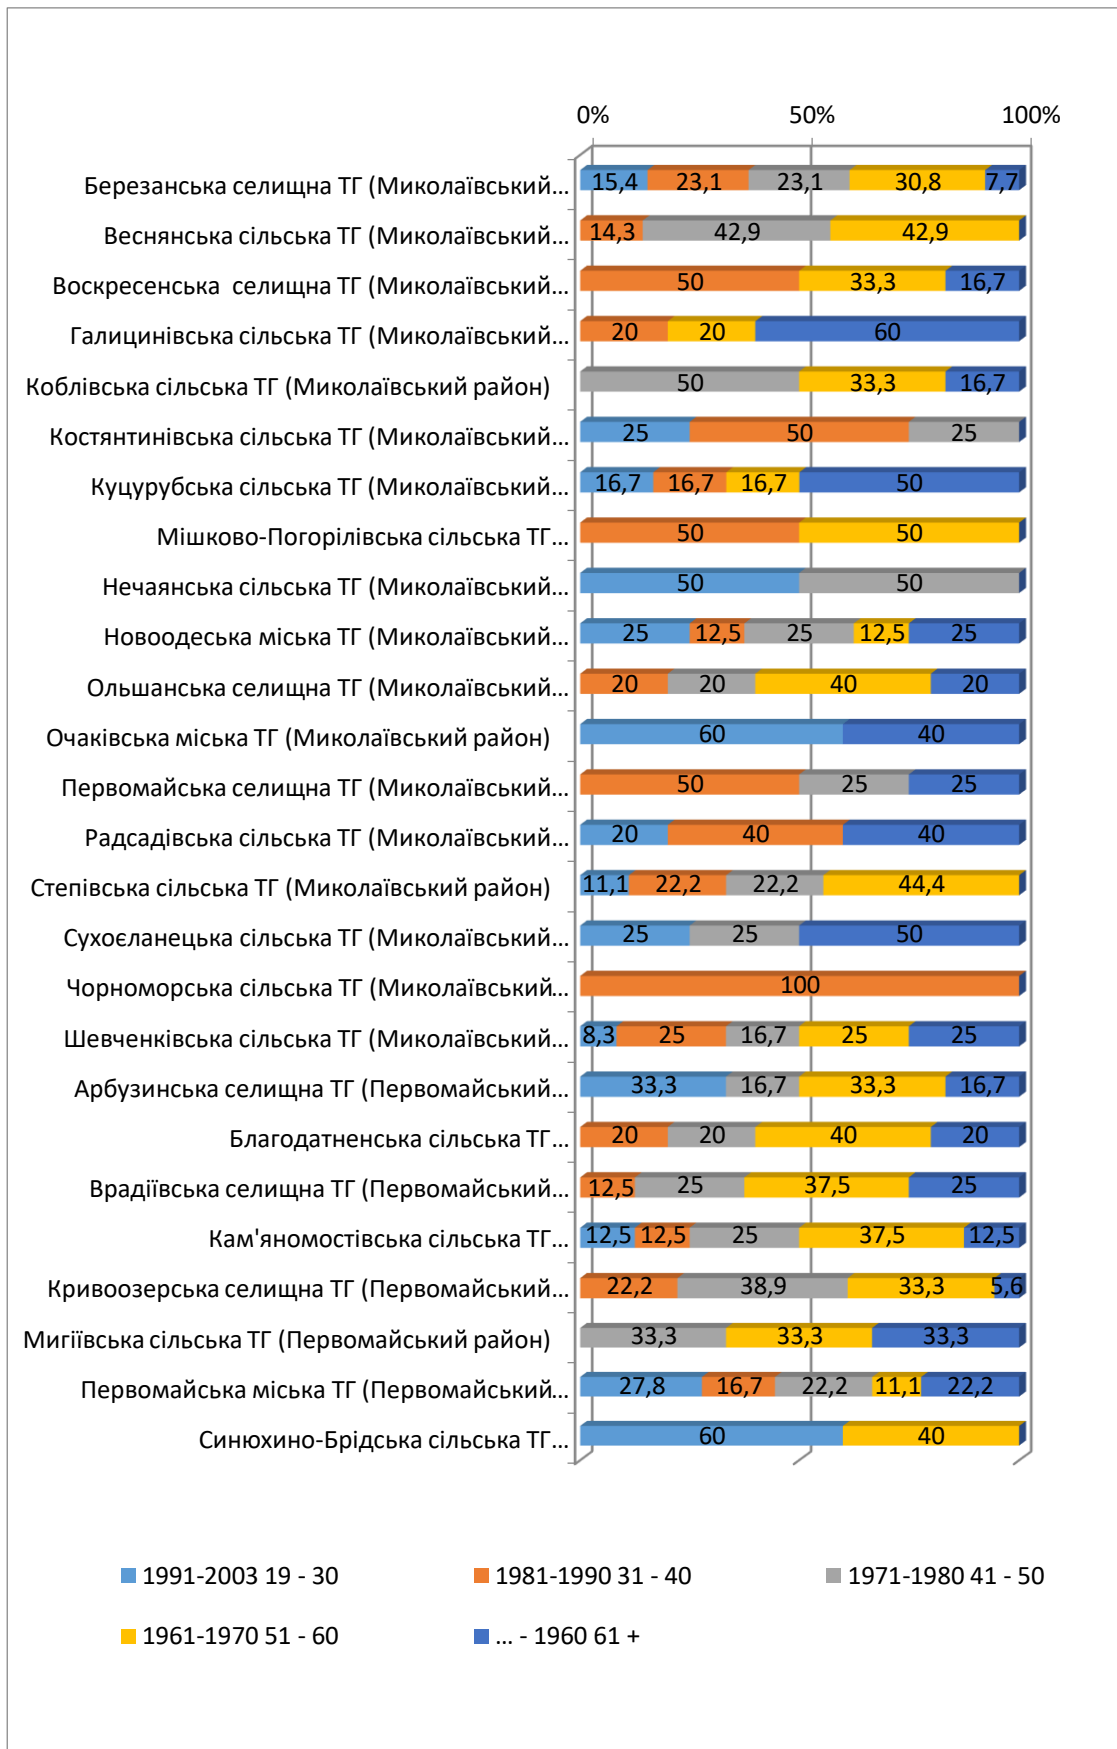 0% 50% 100%
Березанська селищна ТГ (Миколаївський... 15,4 23,1 23,1 30,8 7,7
Веснянська сільська ТГ (Миколаївський... 14,3 42,9 42,9
Воскресенська  селищна ТГ (Миколаївський... 50 33,3 16,7
Галицинівська сільська ТГ (Миколаївський... 20 20 60
Коблівська сільська ТГ (Миколаївський район) 50 33,3 16,7
Костянтинівська сільська ТГ (Миколаївський... 25 50 25
Куцурубська сільська ТГ (Миколаївський... 16,7 16,7 16,7 50
Мішково-Погорілівська сільська ТГ... 50 50
Нечаянська сільська ТГ (Миколаївський... 50 50
Новоодеська міська ТГ (Миколаївський... 25 12,5 25 12,5 25
Ольшанська селищна ТГ (Миколаївський... 20 20 40 20
Очаківська міська ТГ (Миколаївський район) 60 40
Первомайська селищна ТГ (Миколаївський... 50 25 25
Радсадівська сільська ТГ (Миколаївський... 20 40 40
Степівська сільська ТГ (Миколаївський район) 11,1 22,2 22,2 44,4
Сухоєланецька сільська ТГ (Миколаївський... 25 25 50
Чорноморська сільська ТГ (Миколаївський... 100
Шевченківська сільська ТГ (Миколаївський... 8,3 25 16,7 25 25
Арбузинська селищна ТГ (Первомайський... 33,3 16,7 33,3 16,7
Благодатненська сільська ТГ... 20 20 40 20
Врадіївська селищна ТГ (Первомайський... 12,5 25 37,5 25
Кам'яномостівська сільська ТГ... 12,5 12,5 25 37,5 12,5
Кривоозерська селищна ТГ (Первомайський... 22,2 38,9 33,3 5,6
Мигіївська сільська ТГ (Первомайський район) 33,3 33,3 33,3
Первомайська міська ТГ (Первомайський... 27,8 16,7 22,2 11,1 22,2
Синюхино-Брідська сільська ТГ... 60 40
1991-2003 19 - 30 1981-1990 31 - 40 1971-1980 41 - 50
1961-1970 51 - 60 ... - 1960 61 +